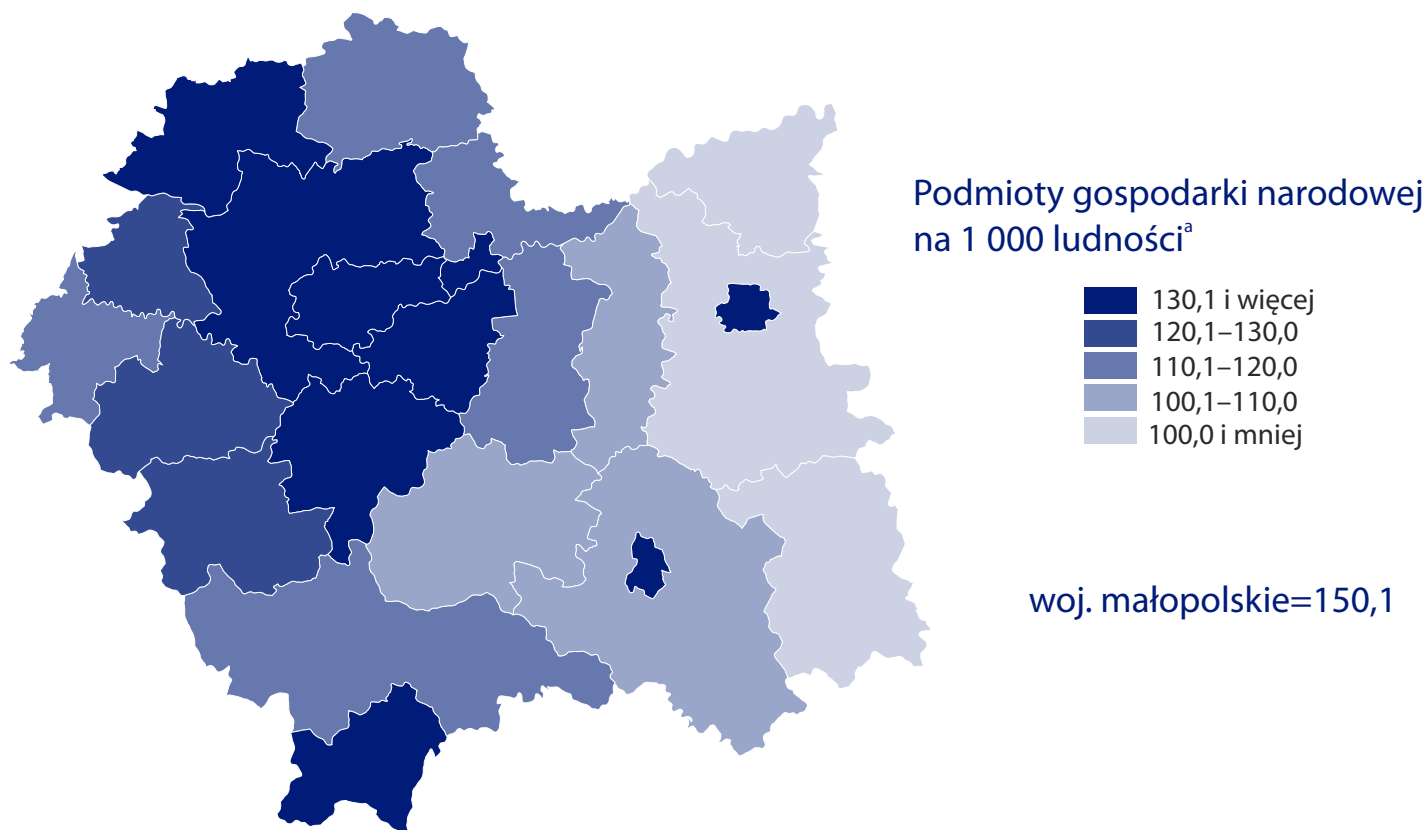 Podmioty gospodarki narodowej
na 1 000 ludnościᵃ
130,1 i więcej
120,1–130,0
110,1–120,0
100,1–110,0
100,0 i mniej
woj. małopolskie=150,1